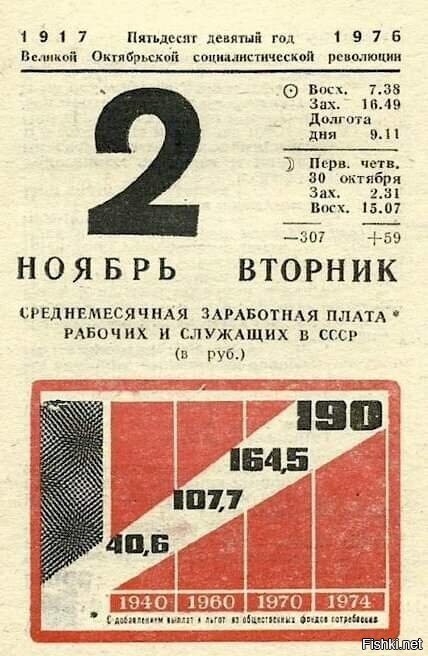 1917 Пятьдесят девятый год 1976
Великой Октябрьской социалистической революции
2
Восх. 7.38
Зах. 16.49
Долгота
дня 9.11
Перв. четв.
30 октября
Зах. 2.31
Восх. 15.07
—307 +59
НОЯБРЬ ВТОРНИК
СРЕДНЕМЕСЯЧНАЯ ЗАРАБОТНАЯ ПЛАТА*
РАБОЧИХ И СЛУЖАЩИХ В СССР
(в руб.)
190
164,5
107,7
40,6
1940 1960 1970 1974
* С добавлением выплат и льгот из общественных фондов потребления
Fishki.net